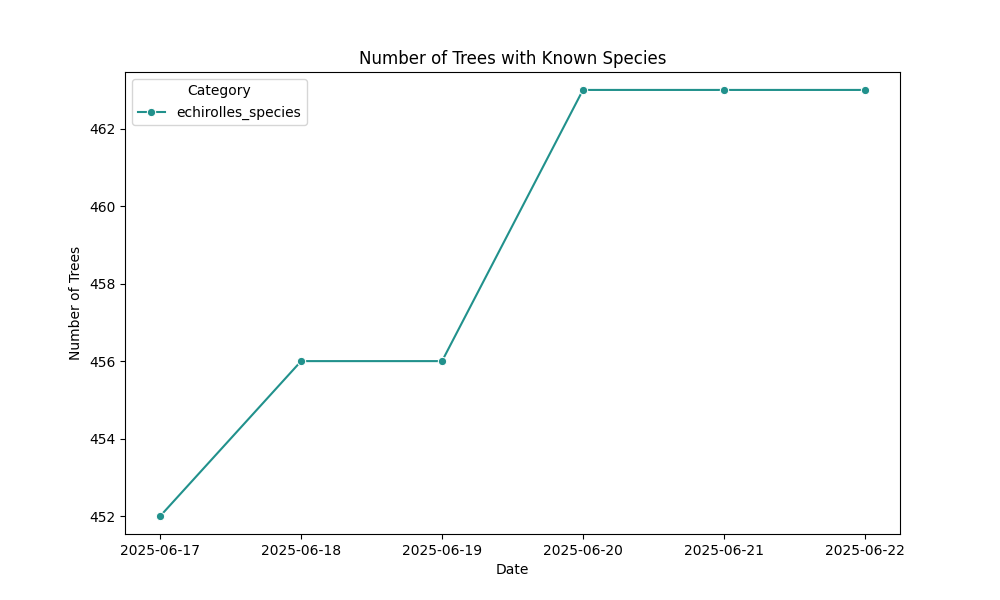 Number of Trees with Known Species
Category
echirolles_species
462
460
458
456
454
452
Number of Trees
2025-06-17 2025-06-18 2025-06-19 2025-06-20 2025-06-21 2025-06-22
Date